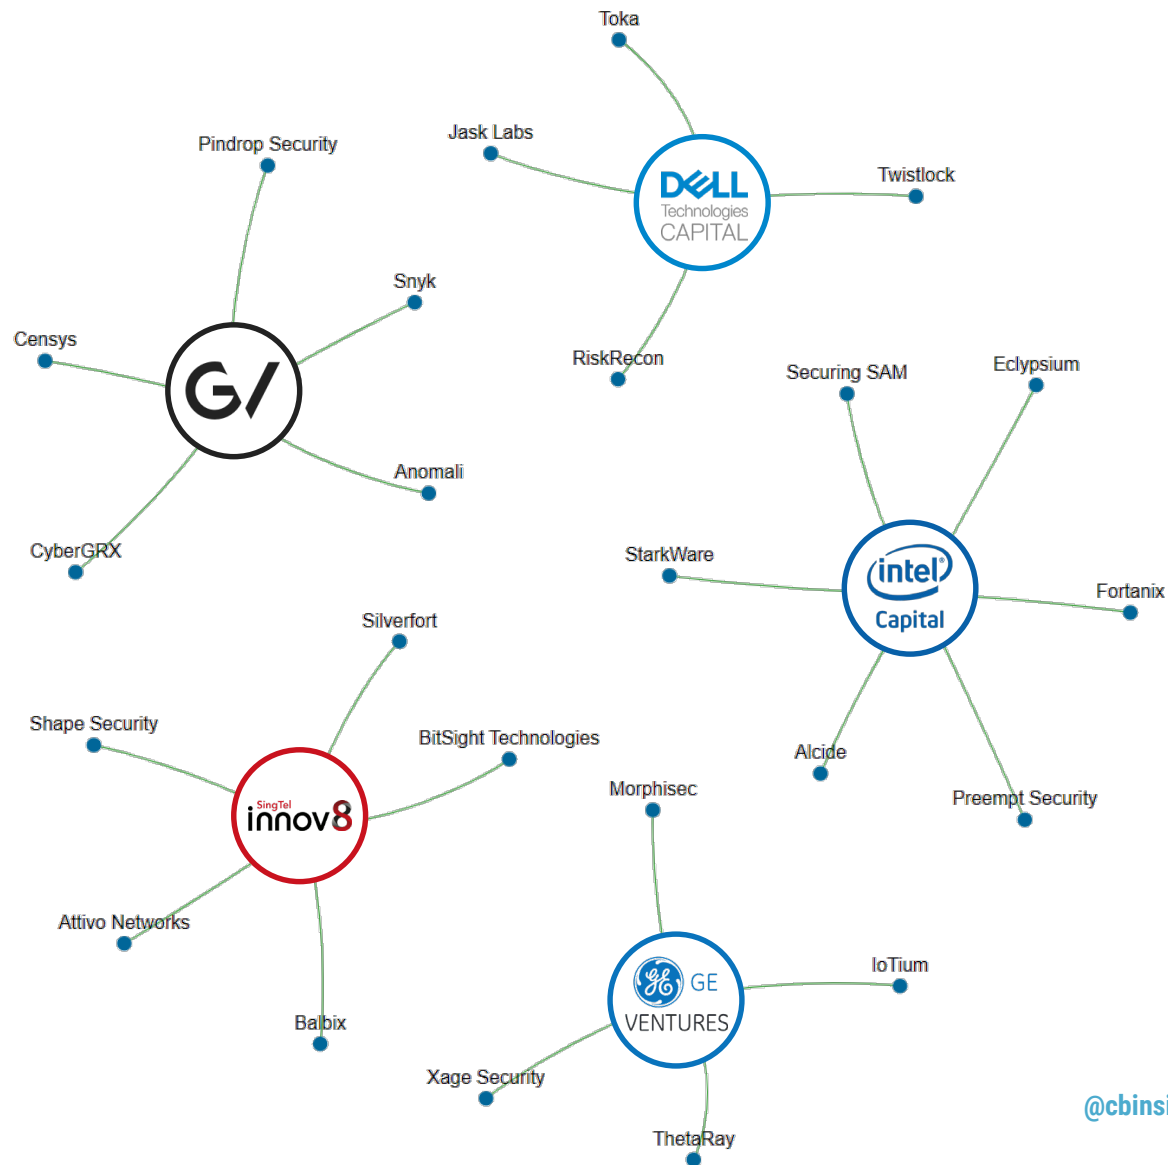 Toka
Jask Labs
Pindrop Security
DELL
Technologies
CAPITAL
Twistlock
Snyk
Censys
GV
RiskRecon
Securing SAM
Eclypsium
Anomali
CyberGRX
StarkWare
intel®
Capital
Fortanix
Silverfort
Shape Security
BitSight Technologies
Alcide
Morphisec
Preempt Security
SingTel
innov8
Attivo Networks
IoTium
GE
GE
VENTURES
Balbix
Xage Security
ThetaRay
@cbinsi